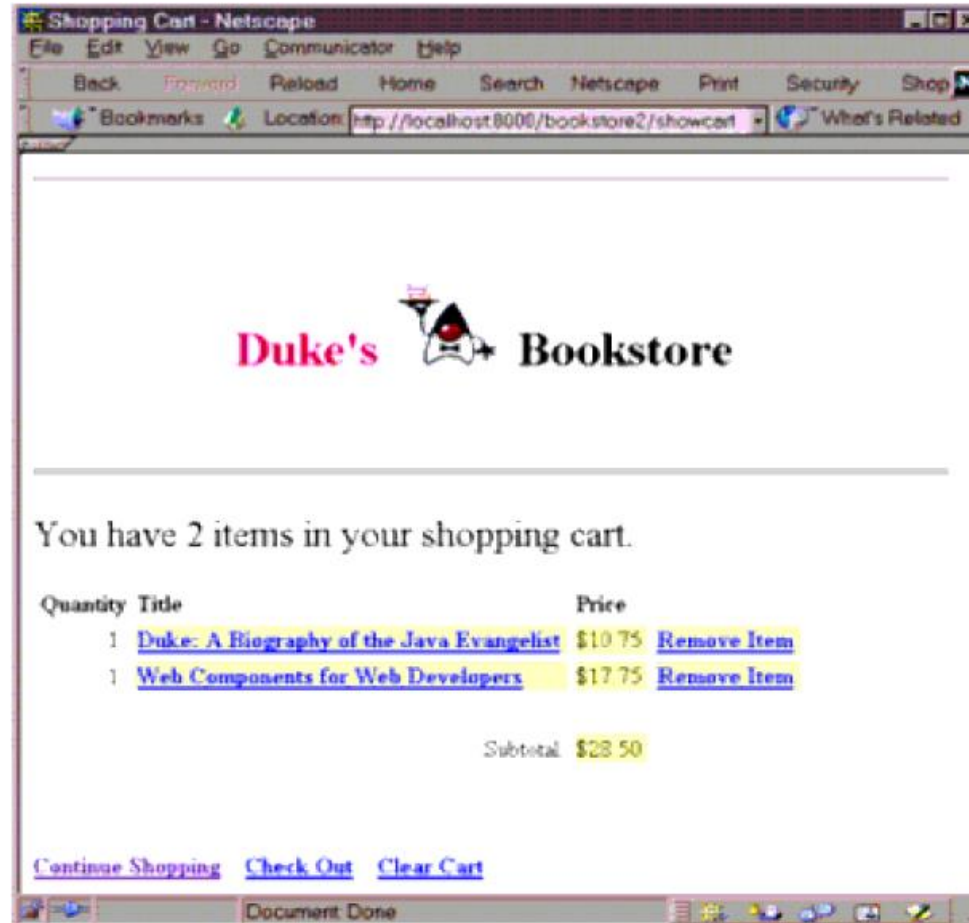 Shopping Cart - Netscape
File Edit View Go Communicator Help
Back Forward Reload Home Search Netscape Print Security Shop
Bookmarks Location: http://localhost:8000/bookstore2/showcart What's Related
Duke's Bookstore
You have 2 items in your shopping cart.
Quantity Title Price
1 Duke: A Biography of the Java Evangelist $10.75 Remove Item
1 Web Components for Web Developers $17.75 Remove Item
Subtotal $28.50
Continue Shopping Check Out Clear Cart
Document: Done